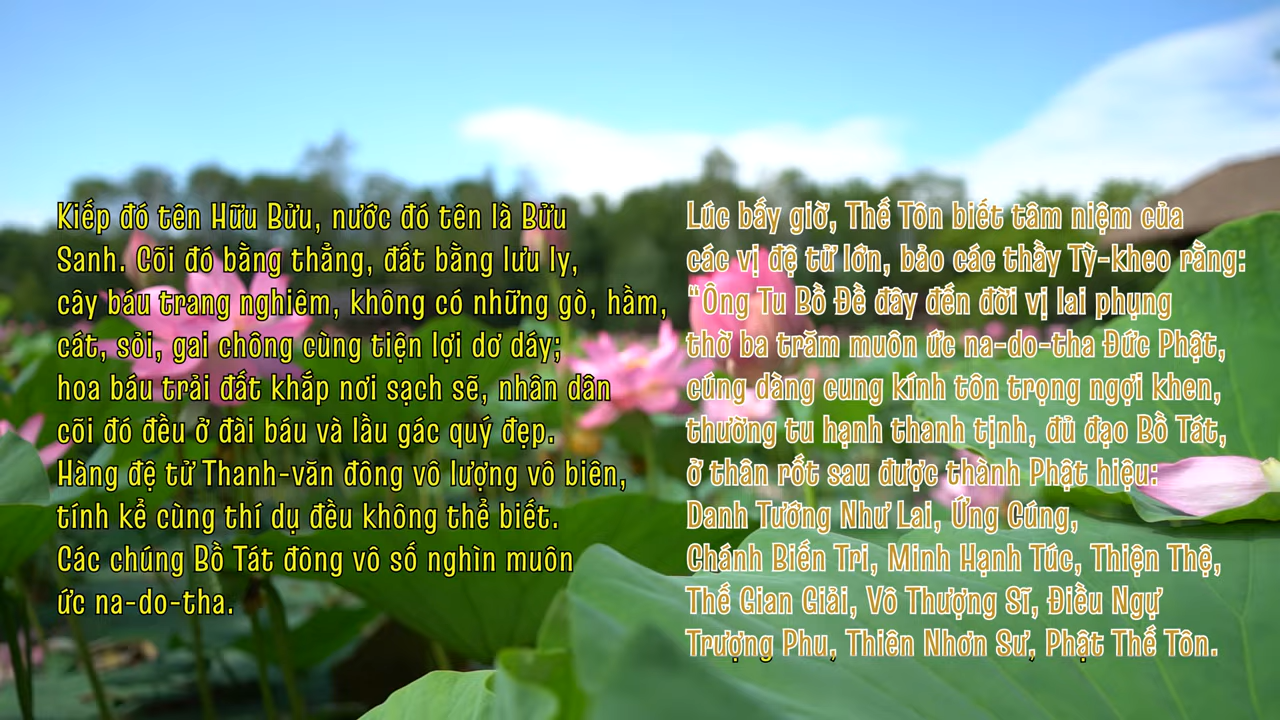 Kiếp đó tên Hữu Bửu, nước đó tên là Bửu
Sanh. Cõi đó bằng thẳng, đất bằng lưu ly,
cây báu trang nghiêm, không có những gò, hầm,
cát, sỏi, gai chông cùng tiện lợi dơ dáy;
hoa báu trải đất khắp nơi sạch sẽ, nhân dân
cõi đó đều ở đài báu và lầu gác quý đẹp.
Hàng đệ tử Thanh-văn đông vô lượng vô biên,
tính kể cùng thí dụ đều không thể biết.
Các chúng Bồ Tát đông vô số nghìn muôn
ức na-do-tha.
Lúc bấy giờ, Thế Tôn biết tâm niệm của
các vị đệ tử lớn, bảo các thầy Tỳ-kheo rằng:
“Ông Tu Bồ Đề đây đến đời vị lai phụng
thờ ba trăm muôn ức na-do-tha Đức Phật,
cúng dàng cung kính tôn trọng ngợi khen,
thường tu hạnh thanh tịnh, đủ đạo Bồ Tát,
ở thân rốt sau được thành Phật hiệu:
Danh Tướng Như Lai, Ứng Cúng,
Chánh Biến Tri, Minh Hạnh Túc, Thiện Thệ,
Thế Gian Giải, Vô Thượng Sĩ, Điều Ngự
Trượng Phu, Thiên Nhơn Sư, Phật Thế Tôn.